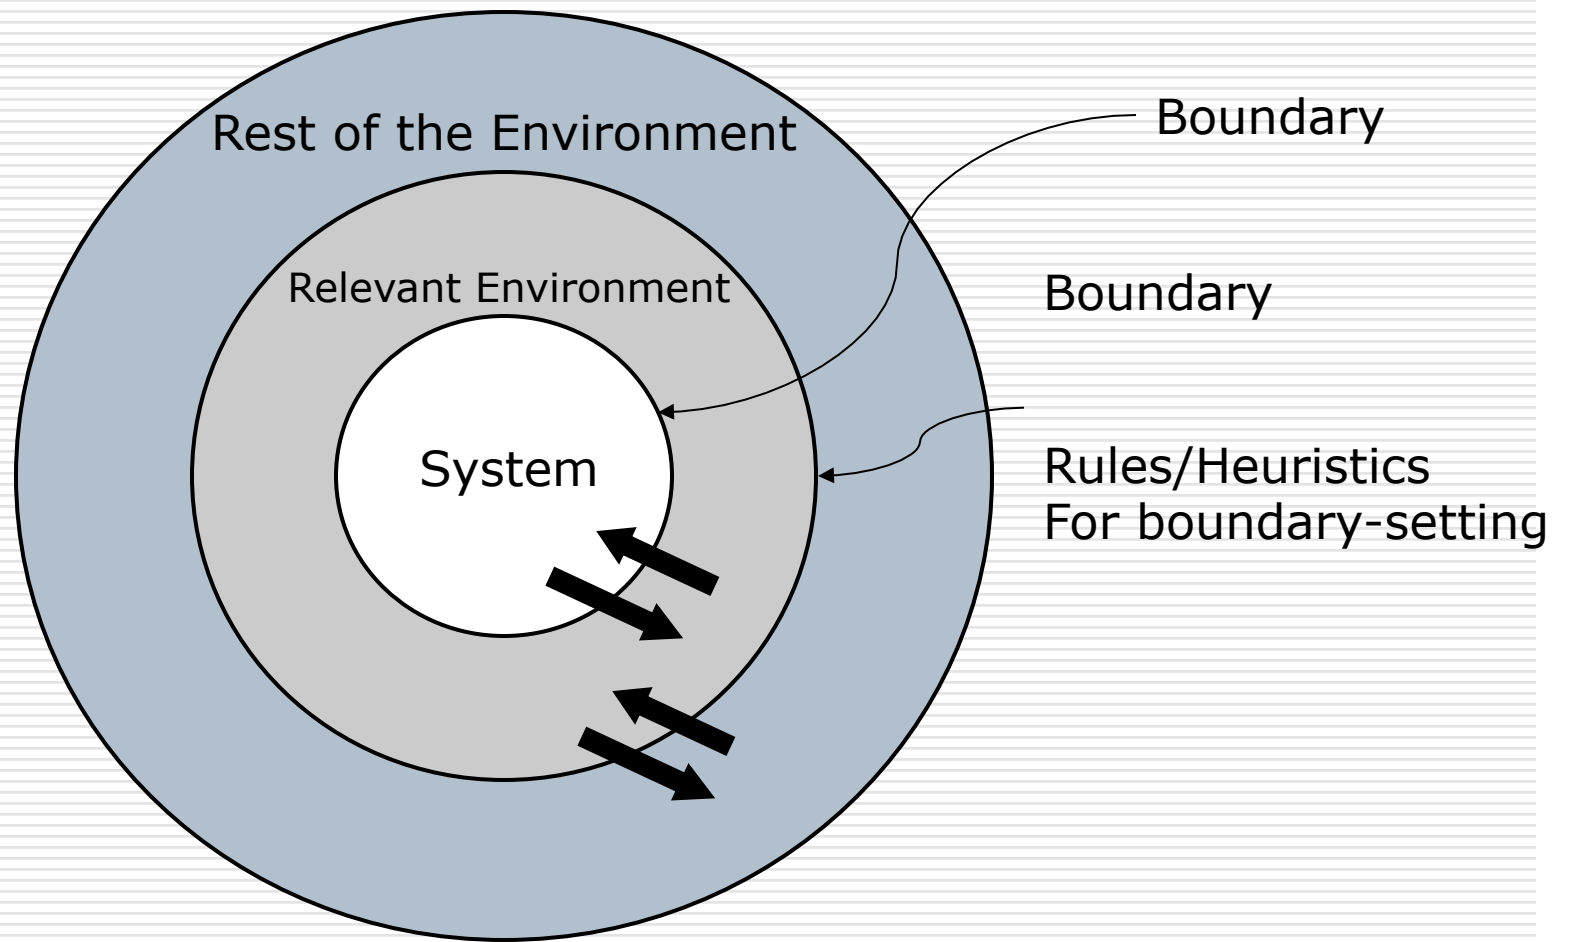 Rest of the Environment
Boundary
Relevant Environment
Boundary
System
Rules/Heuristics
For boundary-setting